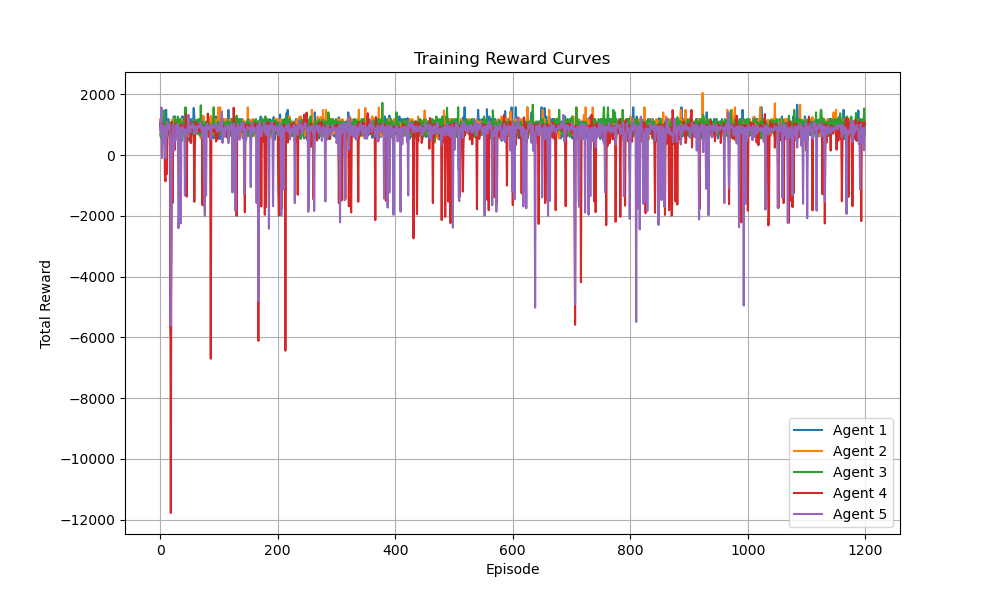 Training Reward Curves
Total Reward
2000
0
−2000
−4000
−6000
−8000
−10000
−12000
0 200 400 600 800 1000 1200
Episode
Agent 1
Agent 2
Agent 3
Agent 4
Agent 5